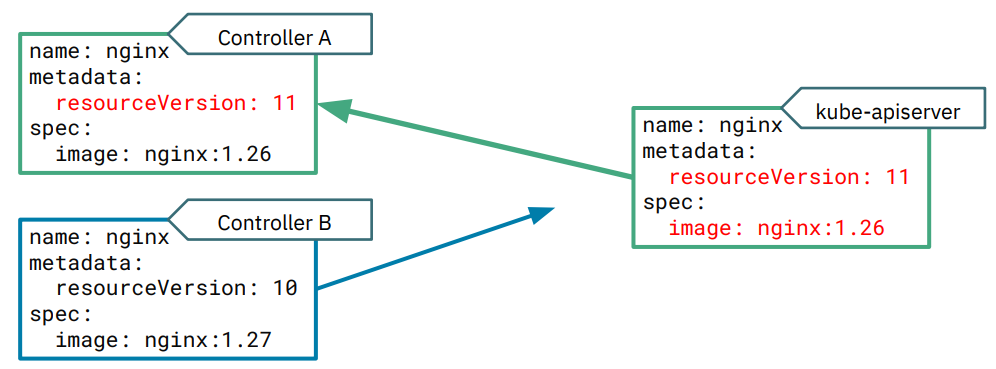 Controller A
name: nginx
metadata:
  resourceVersion: 11
spec:
  image: nginx:1.26
kube-apiserver
name: nginx
metadata:
  resourceVersion: 11
spec:
  image: nginx:1.26
Controller B
name: nginx
metadata:
  resourceVersion: 10
spec:
  image: nginx:1.27